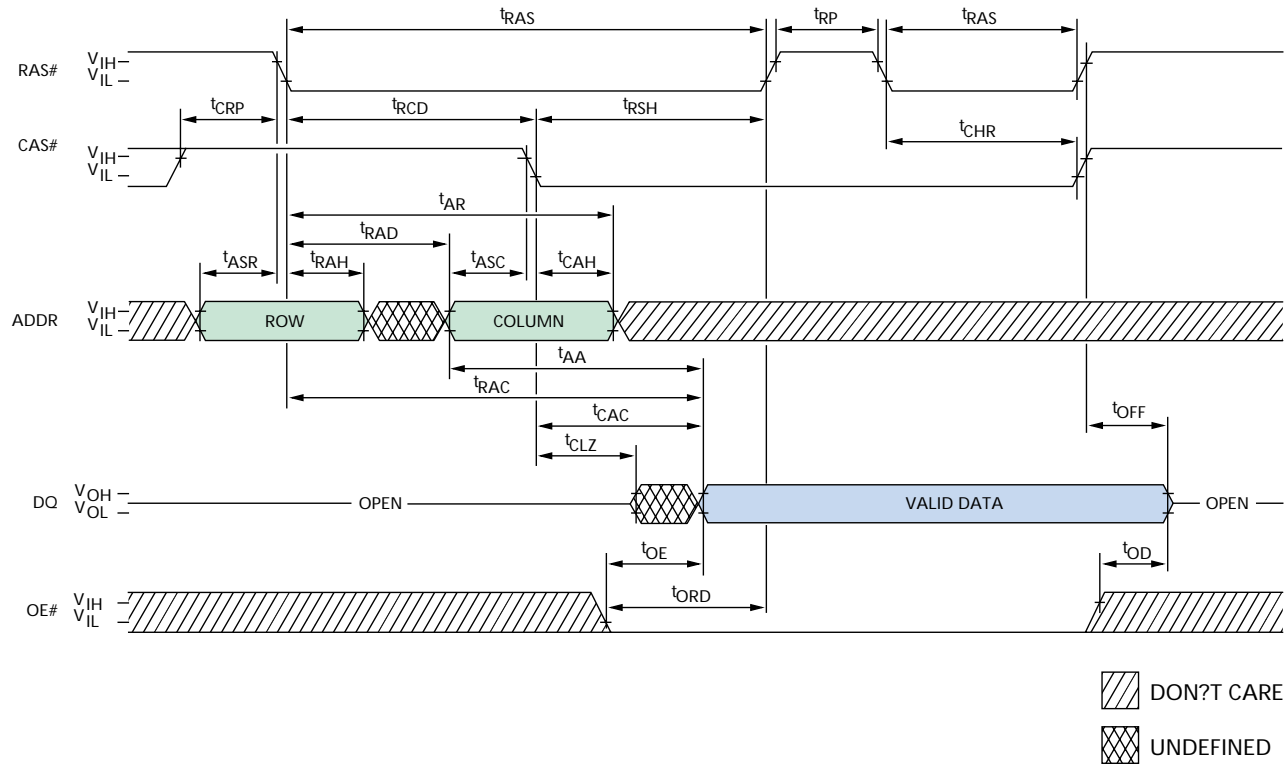 tRAS tRP tRAS
RAS# VIH
VIL
tCRP tRCD tRSH
tCHR
CAS# VIH
VIL
tAR
tRAD
tASR tRAH tASC tCAH
ADDR VIH
VIL
ROW COLUMN
tAA
tRAC
tCAC
tOFF
tCLZ
DQ VOH
VOL
OPEN VALID DATA OPEN
tOE tOD
tORD
OE# VIH
VIL
DON?T CARE
UNDEFINED